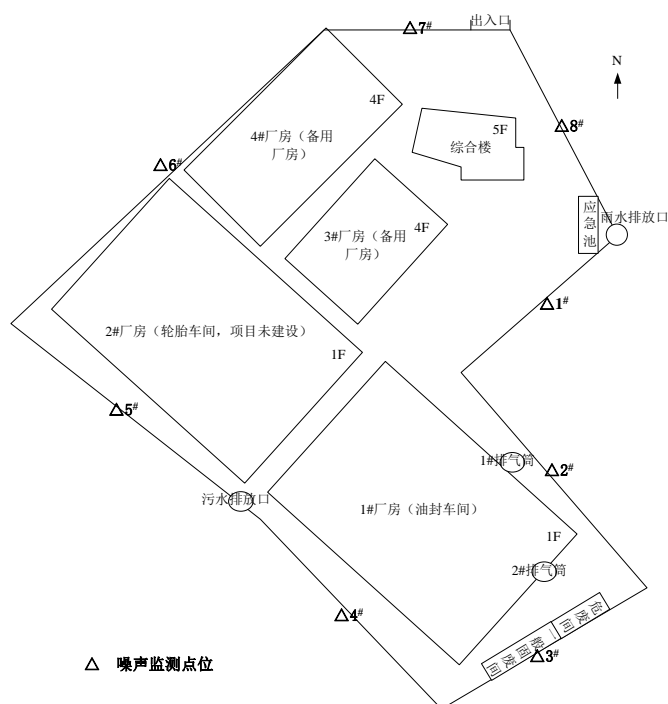 △7#
出入口
N
4F
4#厂房（备用
厂房）
5F
综合楼
△8#
△6#
应急池
雨水排放口
3#厂房（备用
厂房）
4F
△1#
2#厂房（轮胎车间，项目未建设）
1F
△5#
1#排气筒
△2#
污水排放口
1#厂房（油封车间）
1F
2#排气筒
危废间
△4#
一般固废间
△3#
△ 噪声监测点位